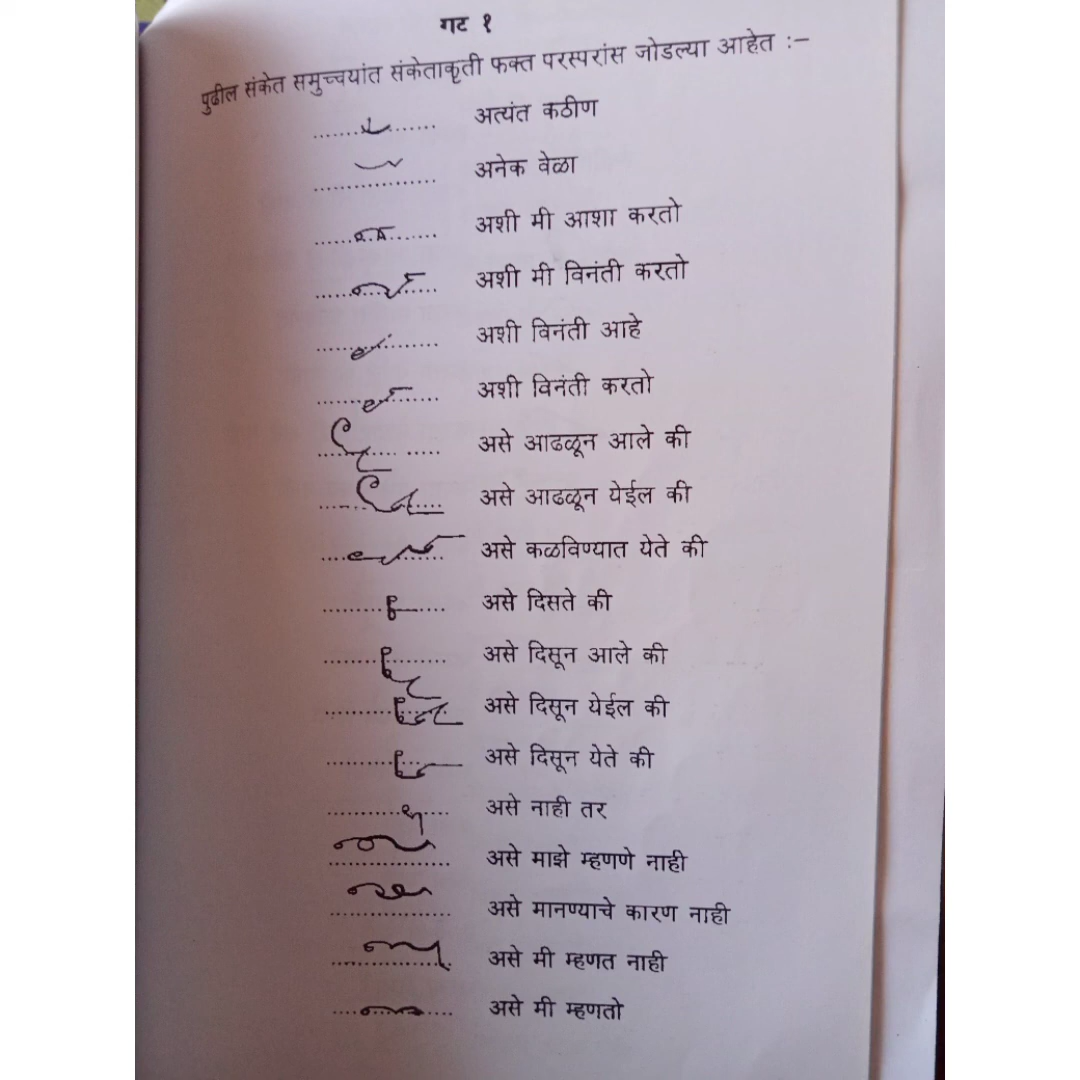 गट १
पुढील संकेत समुच्चयांत संकेताकृती फक्त परस्परांस जोडल्या आहेत :–
अत्यंत कठीण
अनेक वेळा
अशी मी आशा करतो
अशी मी विनंती करतो
अशी विनंती आहे
अशी विनंती करतो
असे आढळून आले की
असे आढळून येईल की
असे कळविण्यात येते की
असे दिसते की
असे दिसून आले की
असे दिसून येईल की
असे दिसून येते की
असे नाही तर
असे माझे म्हणणे नाही
असे मानण्याचे कारण नाही
असे मी म्हणत नाही
असे मी म्हणतो